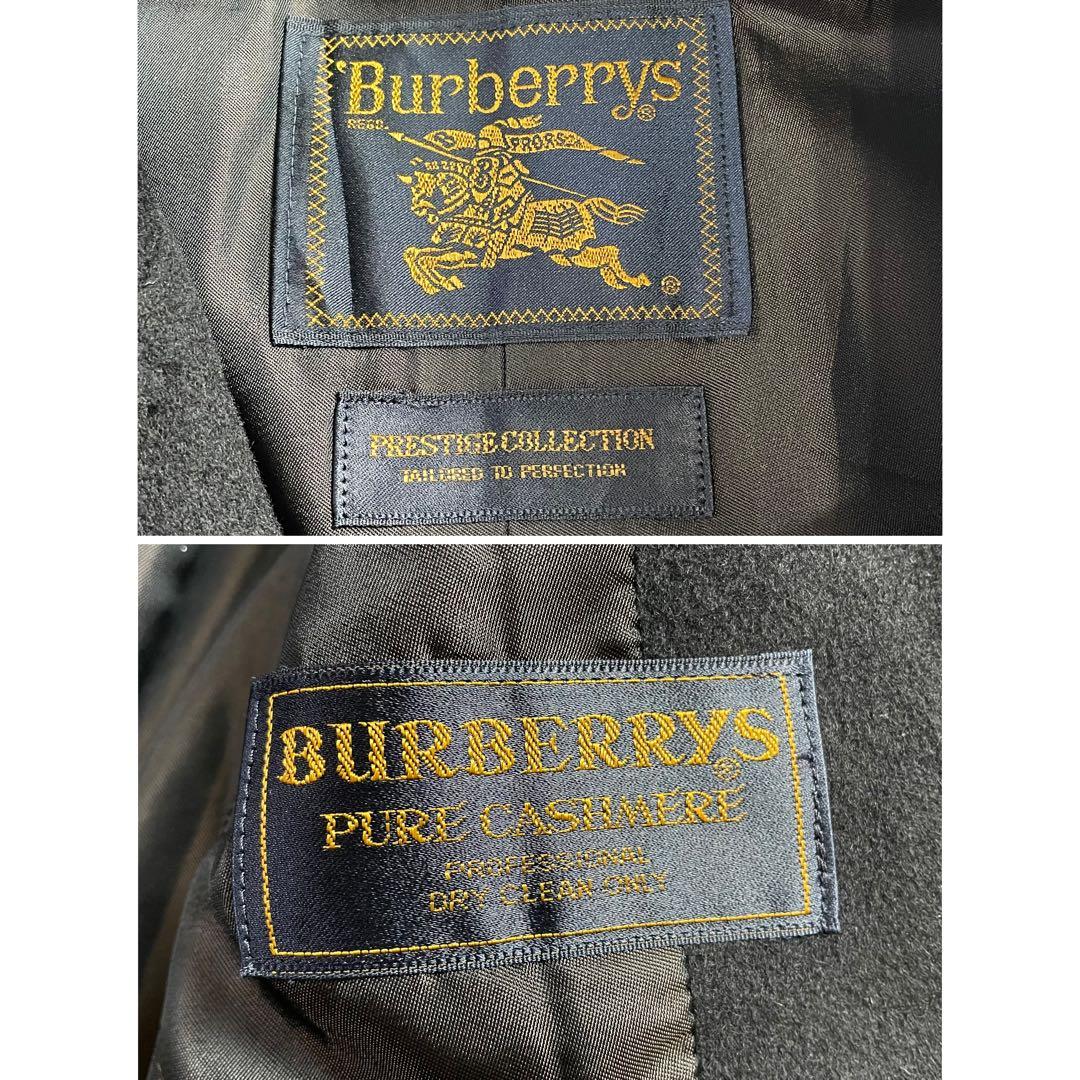 'Burberrys'®
REGD.
PRORSUM
®
PRESTIGE COLLECTION
TAILORED TO PERFECTION
BURBERRYS®
PURE CASHMERE
PROFESSIONAL
DRY CLEAN ONLY